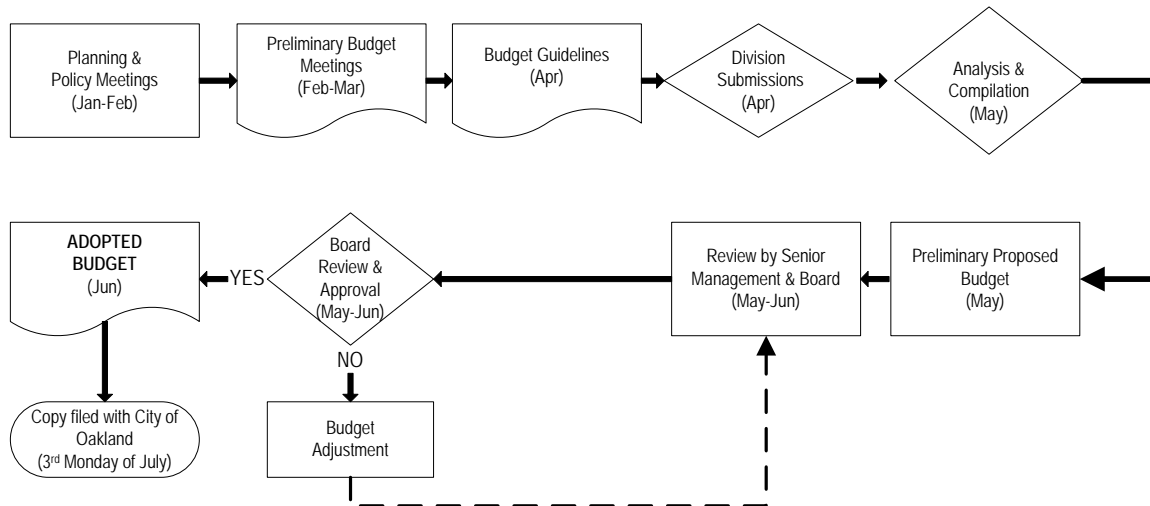 Planning &
Policy Meetings
(Jan-Feb)
Preliminary Budget
Meetings
(Feb-Mar)
Budget Guidelines
(Apr)
Division
Submissions
(Apr)
Analysis &
Compilation
(May)
ADOPTED
BUDGET
(Jun)
YES
Board
Review &
Approval
(May-Jun)
Review by Senior
Management & Board
(May-Jun)
Preliminary Proposed
Budget
(May)
NO
Copy filed with City of
Oakland
(3rd Monday of July)
Budget
Adjustment